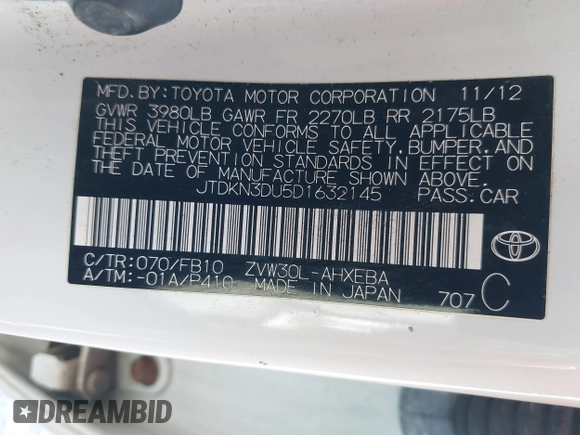 MFD.BY:TOYOTA MOTOR CORPORATION 11/12
GVWR 3980LB GAWR FR 2270LB RR 2175LB
THIS VEHICLE CONFORMS TO ALL APPLICABLE
FEDERAL MOTOR VEHICLE SAFETY,BUMPER,AND
THEFT PREVENTION STANDARDS IN EFFECT ON
THE DATE OF MANUFACTURE SHOWN ABOVE.
JTDKN3DU5D1632145 PASS.CAR
C/TR:070/FB10 ZVW30L-AHXEBA
A/TM:-01A/P410 MADE IN JAPAN
707 C
TOYOTA
DREAMBID